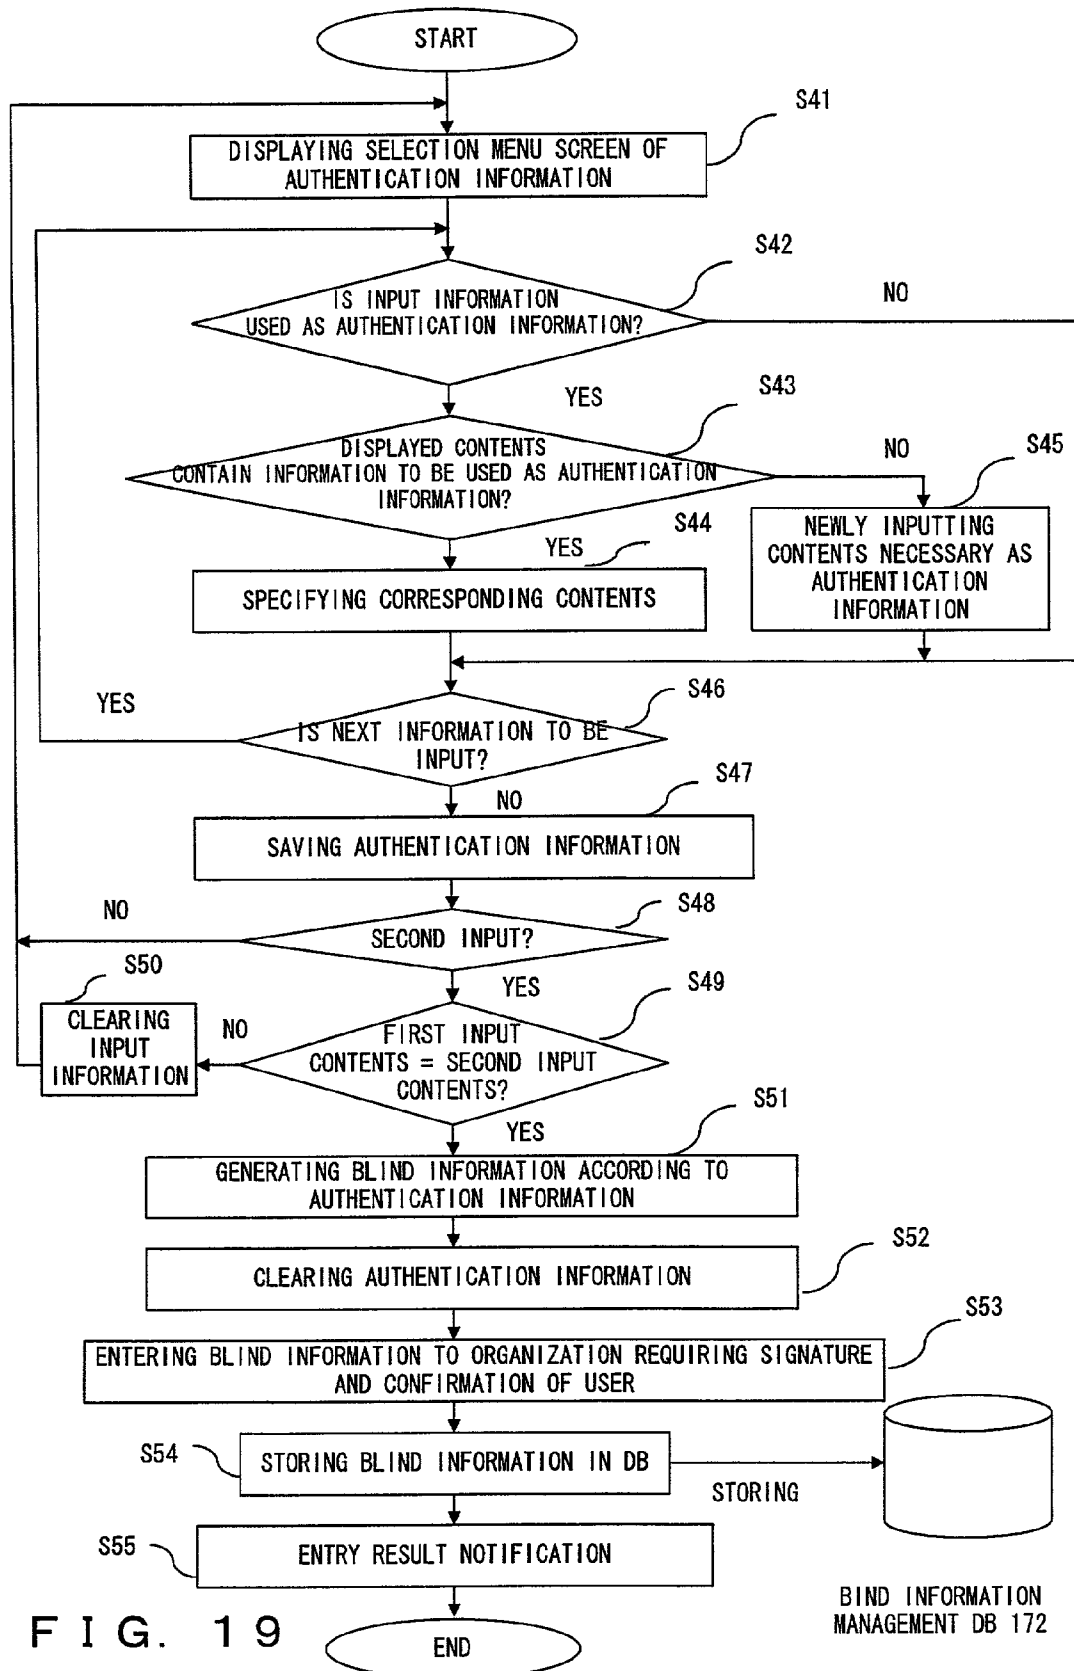 START
S41
DISPLAYING SELECTION MENU SCREEN OF
AUTHENTICATION INFORMATION
S42
IS INPUT INFORMATION
USED AS AUTHENTICATION INFORMATION?
NO
YES
S43
DISPLAYED CONTENTS
CONTAIN INFORMATION TO BE USED AS AUTHENTICATION
INFORMATION?
NO
S45
NEWLY INPUTTING
CONTENTS NECESSARY AS
AUTHENTICATION
INFORMATION
S44
YES
SPECIFYING CORRESPONDING CONTENTS
YES
S46
IS NEXT INFORMATION TO BE
INPUT?
NO
S47
SAVING AUTHENTICATION INFORMATION
NO
S48
SECOND INPUT?
YES
S50
CLEARING
INPUT
INFORMATION
NO
S49
FIRST INPUT
CONTENTS = SECOND INPUT
CONTENTS?
YES
S51
GENERATING BLIND INFORMATION ACCORDING TO
AUTHENTICATION INFORMATION
S52
CLEARING AUTHENTICATION INFORMATION
S53
ENTERING BLIND INFORMATION TO ORGANIZATION REQUIRING SIGNATURE
AND CONFIRMATION OF USER
S54
STORING BLIND INFORMATION IN DB
STORING
S55
ENTRY RESULT NOTIFICATION
BIND INFORMATION
MANAGEMENT DB 172
END
FIG. 19